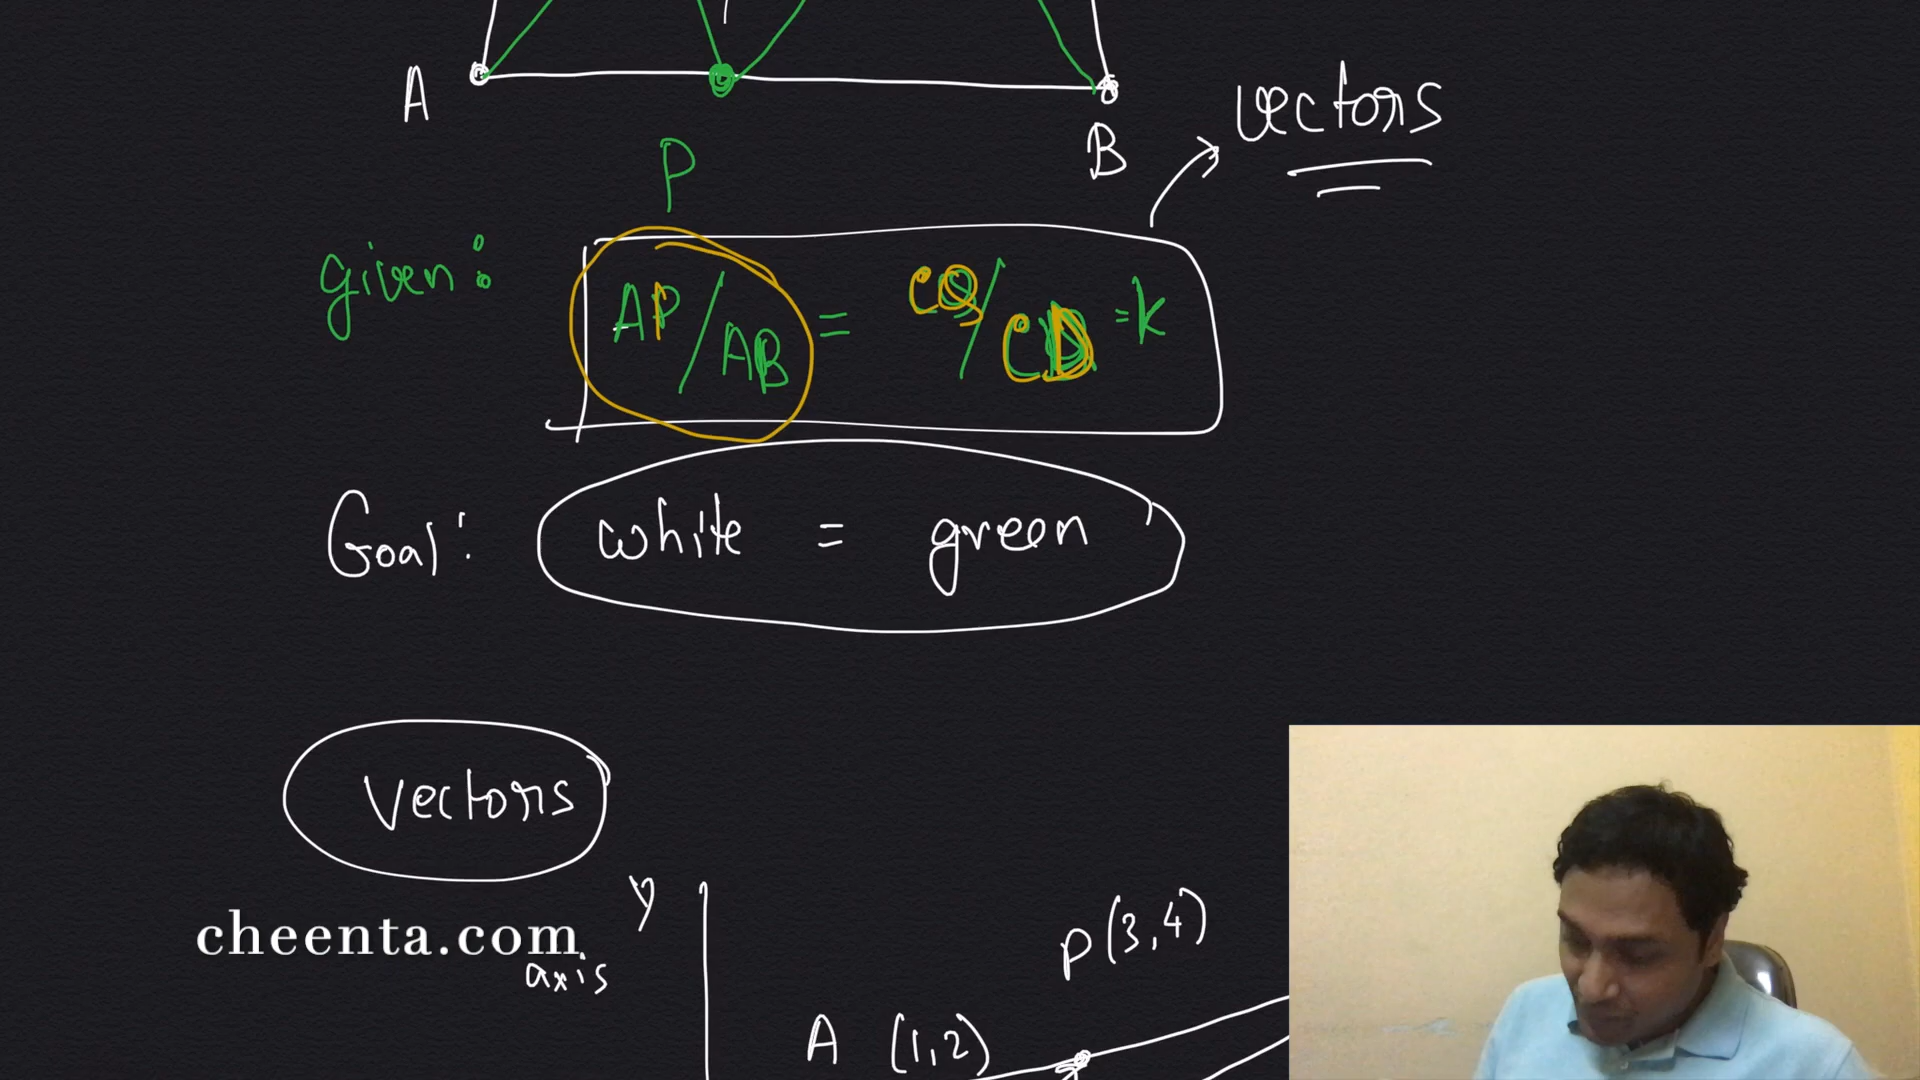 A
B
vectors
P
given:
AP/AB = CQ/CD = k
Goal: white = green
Vectors
cheenta.com
y
axis
P(3,4)
A (1,2)